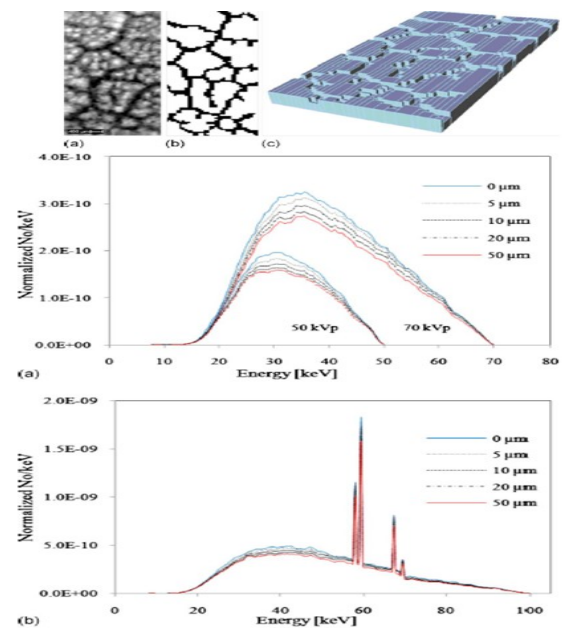 (a) (b) (c)
4.0E-10
3.0E-10
2.0E-10
1.0E-10
0.0E+00
Normalized No/keV
0 μm
5 μm
10 μm
20 μm
50 μm
50 kVp 70 kVp
0 10 20 30 40 50 60 70 80
(a) Energy [keV]
2.0E-09
1.5E-09
1.0E-09
5.0E-10
0.0E+00
Normalized No/keV
0 μm
5 μm
10 μm
20 μm
50 μm
0 20 40 60 80 100
(b) Energy [keV]